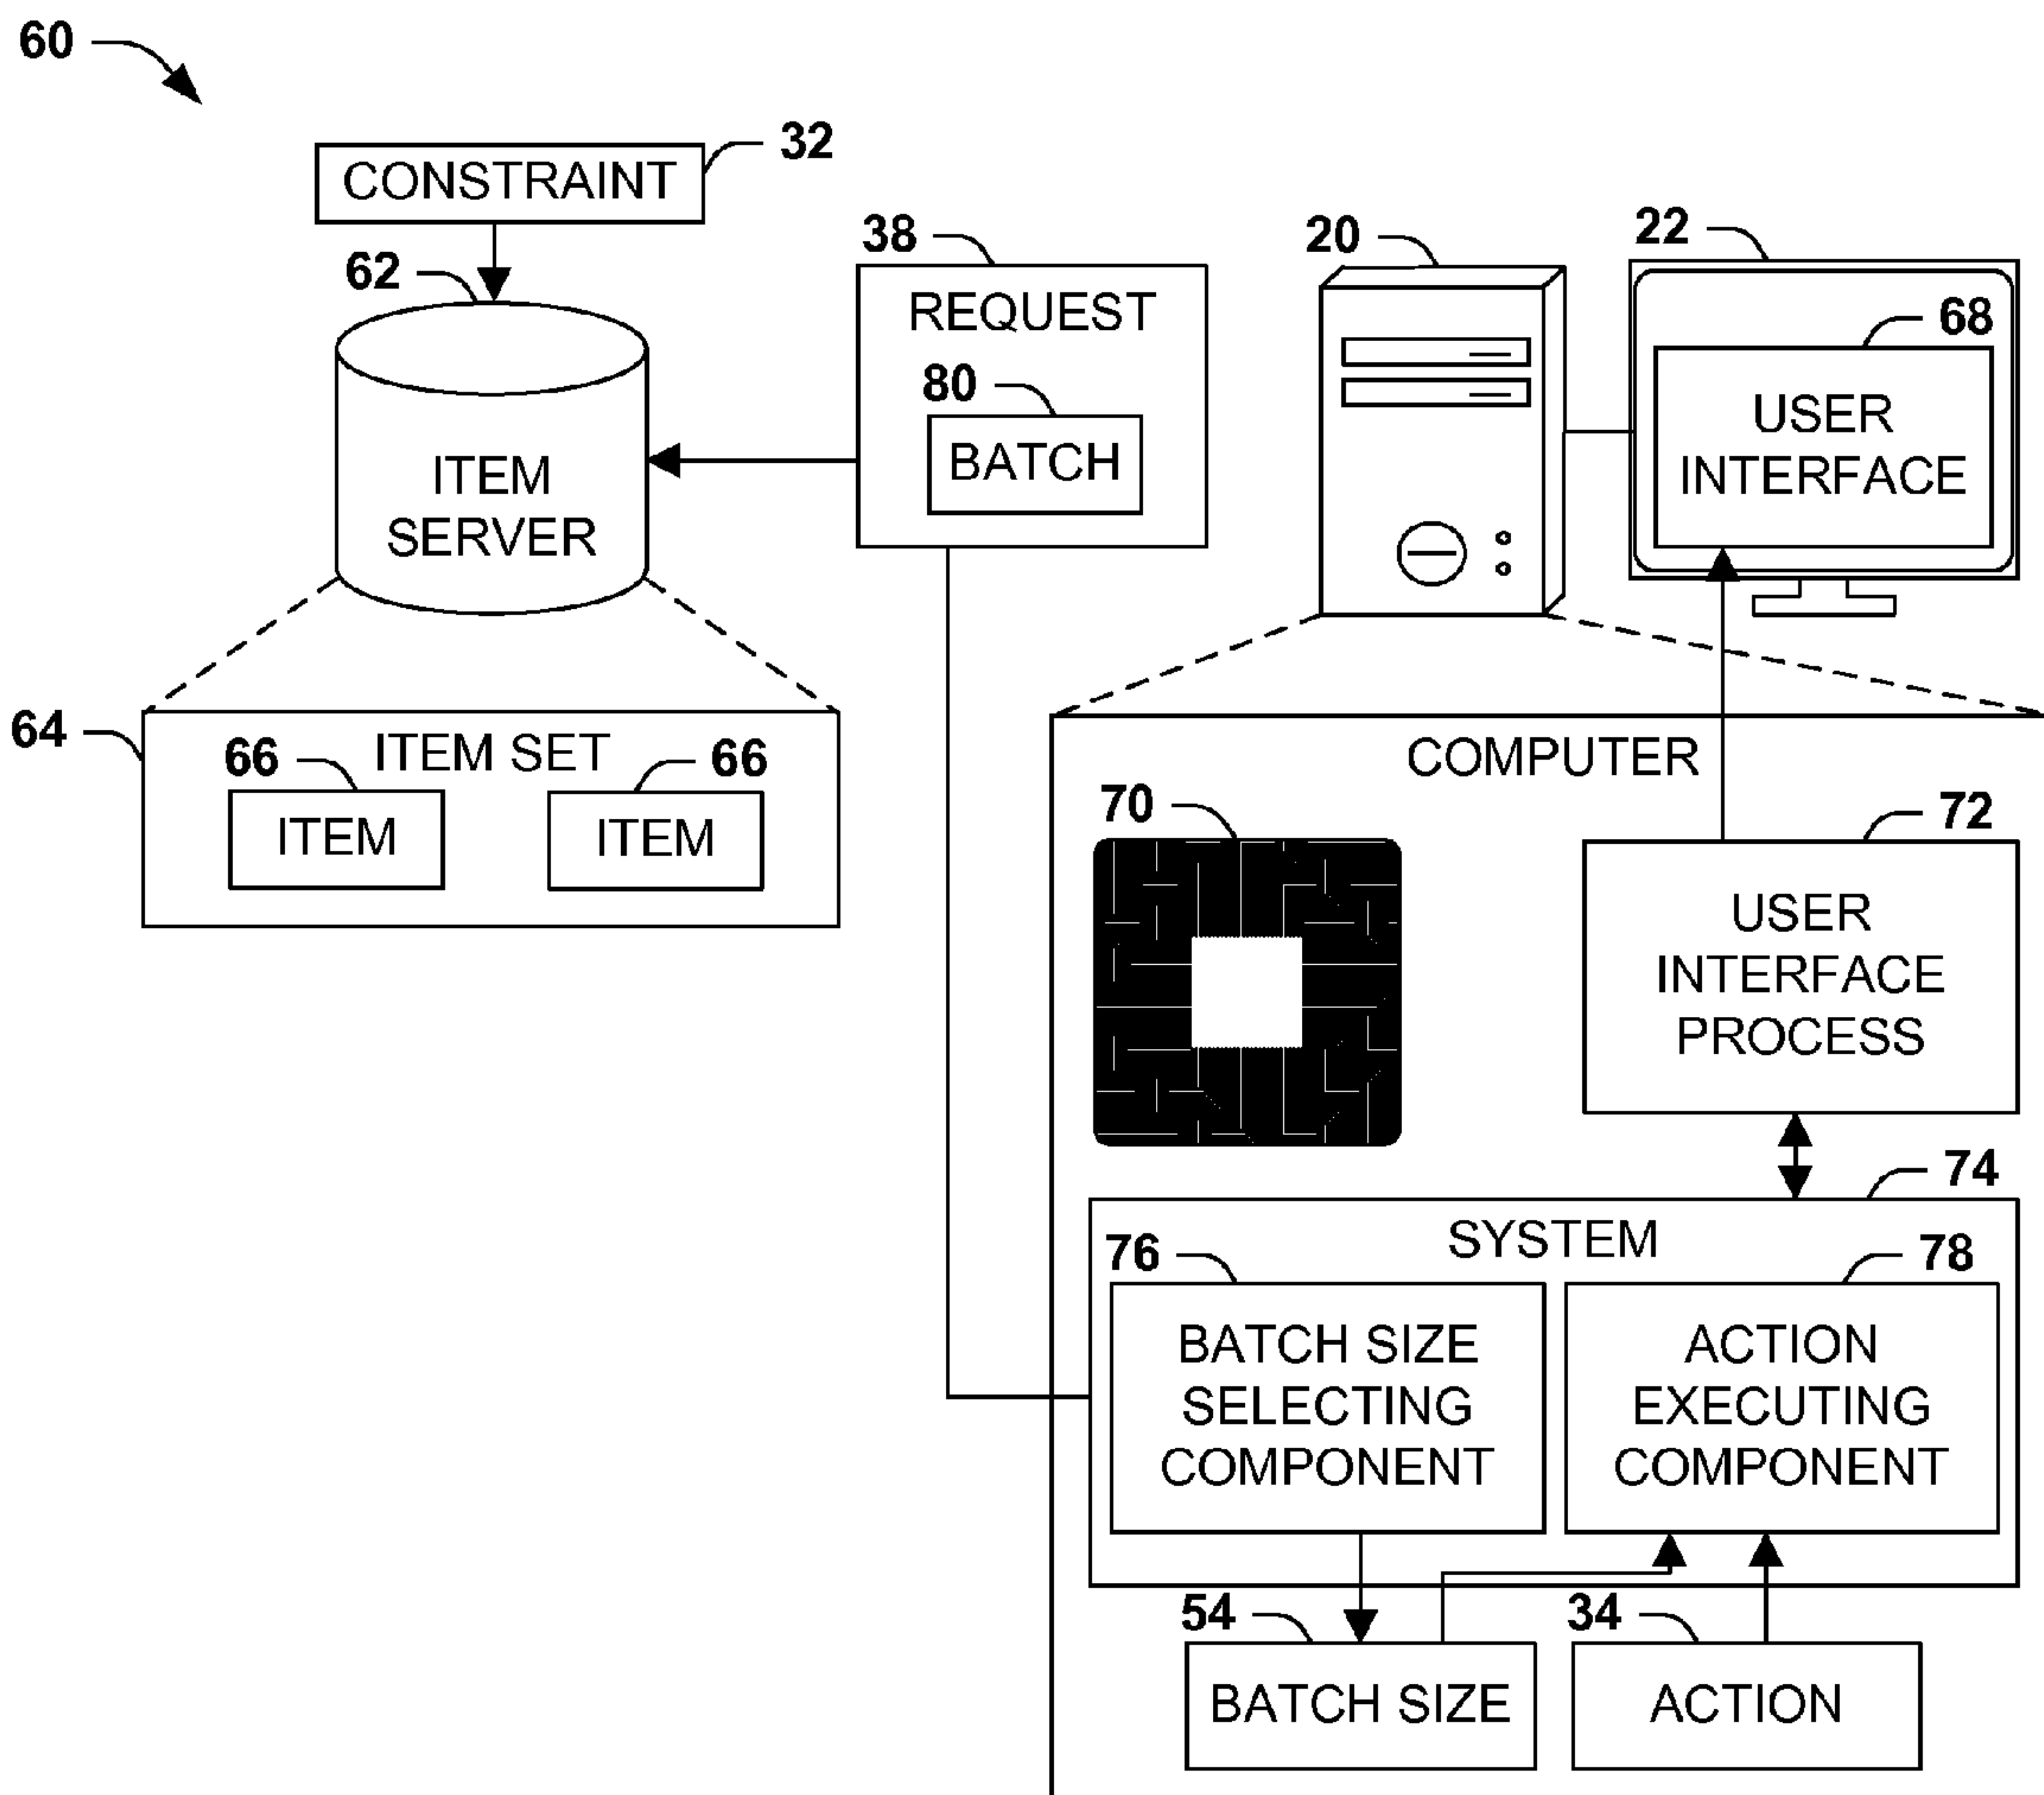 60
CONSTRAINT
32
62
ITEM
SERVER
38
REQUEST
80
BATCH
20
22
68
USER
INTERFACE
64
ITEM SET
66
66
ITEM
ITEM
COMPUTER
70
72
USER
INTERFACE
PROCESS
74
SYSTEM
76
78
BATCH SIZE
SELECTING
COMPONENT
ACTION
EXECUTING
COMPONENT
54
34
BATCH SIZE
ACTION